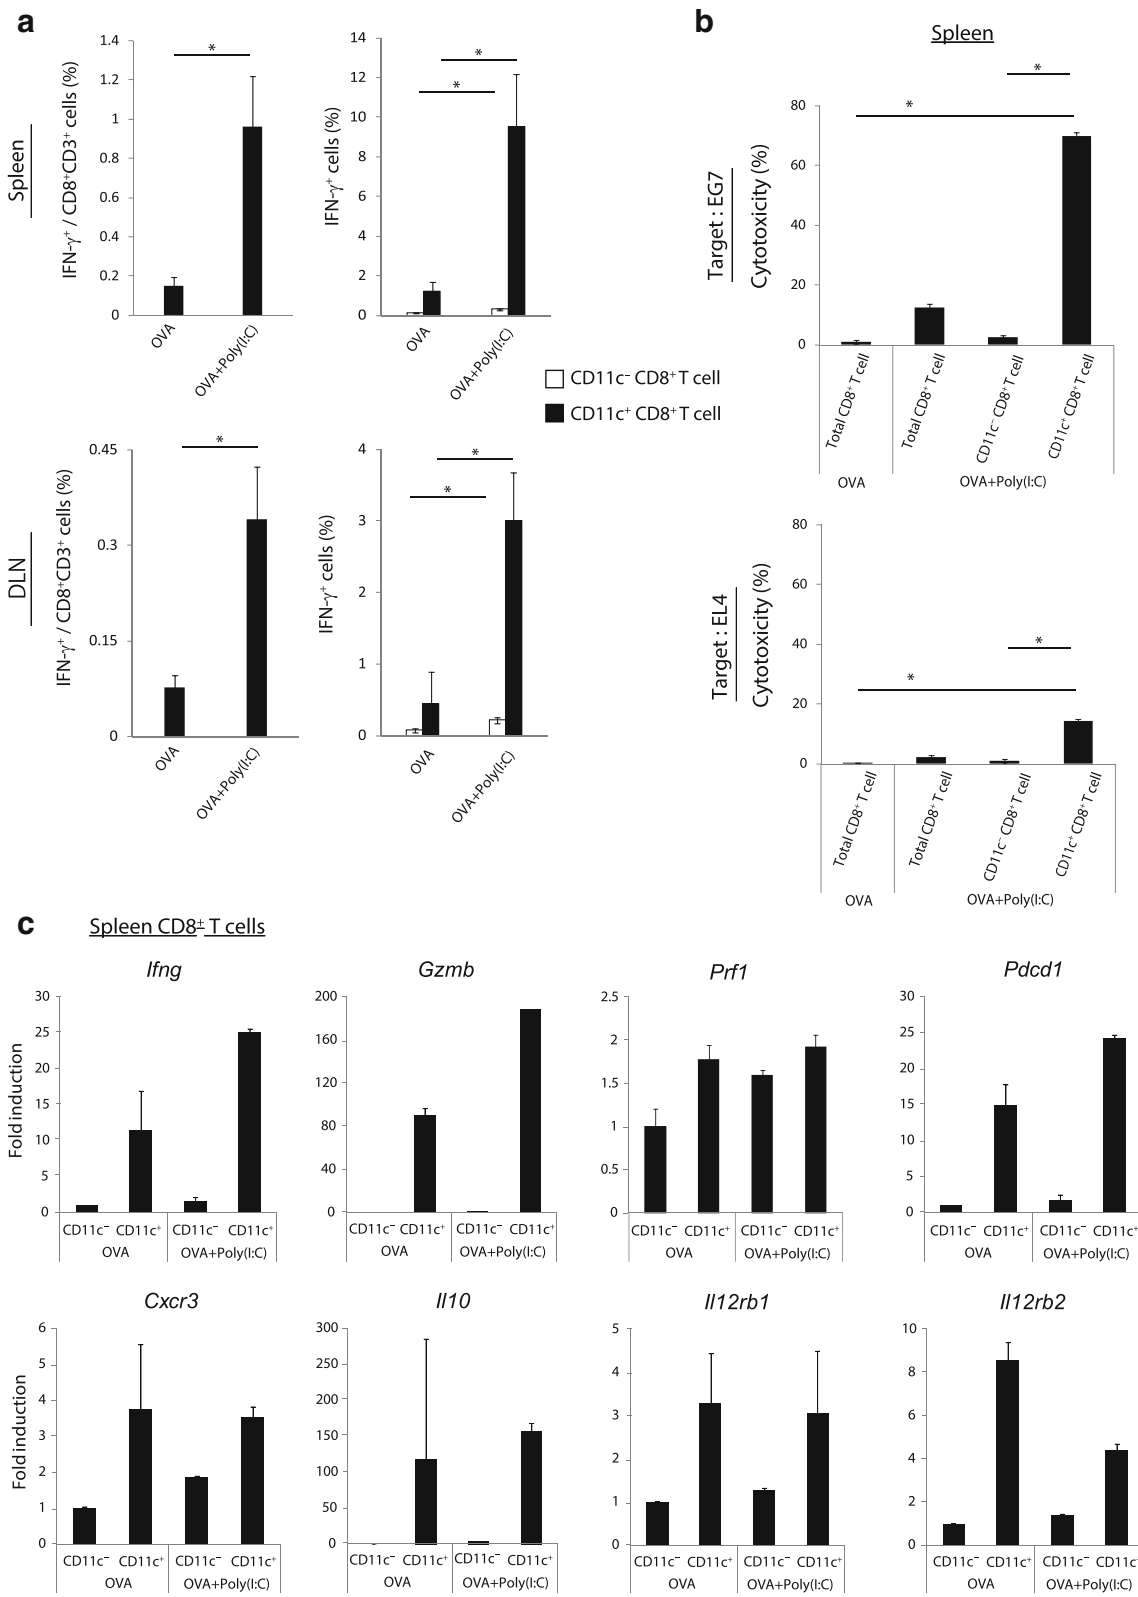 a
Spleen
IFN-γ⁺ / CD8⁺CD3⁺ cells (%)
1.4
1.2
1
0.8
0.6
0.4
0.2
0
*
OVA
OVA+Poly(I:C)
IFN-γ⁺ cells (%)
14
12
10
8
6
4
2
0
*
*
OVA
OVA+Poly(I:C)
CD11c⁻ CD8⁺ T cell
CD11c⁺ CD8⁺ T cell
DLN
IFN-γ⁺ / CD8⁺CD3⁺ cells (%)
0.45
0.3
0.15
0
*
OVA
OVA+Poly(I:C)
IFN-γ⁺ cells (%)
4
3
2
1
0
*
*
OVA
OVA+Poly(I:C)
b
Spleen
Target : EG7
Cytotoxicity (%)
80
60
40
20
0
*
*
Total CD8⁺ T cell
Total CD8⁺ T cell
CD11c⁻ CD8⁺ T cell
CD11c⁺ CD8⁺ T cell
OVA
OVA+Poly(I:C)
Target : EL4
Cytotoxicity (%)
80
60
40
20
0
*
*
Total CD8⁺ T cell
Total CD8⁺ T cell
CD11c⁻ CD8⁺ T cell
CD11c⁺ CD8⁺ T cell
OVA
OVA+Poly(I:C)
c
Spleen CD8± T cells
Ifng
Fold induction
30
25
20
15
10
5
0
CD11c⁻ CD11c⁺ CD11c⁻ CD11c⁺
OVA OVA+Poly(I:C)
Gzmb
200
160
120
80
40
0
CD11c⁻ CD11c⁺ CD11c⁻ CD11c⁺
OVA OVA+Poly(I:C)
Prf1
2.5
2
1.5
1
0.5
0
CD11c⁻ CD11c⁺ CD11c⁻ CD11c⁺
OVA OVA+Poly(I:C)
Pdcd1
30
25
20
15
10
5
0
CD11c⁻ CD11c⁺ CD11c⁻ CD11c⁺
OVA OVA+Poly(I:C)
Cxcr3
Fold induction
6
5
4
3
2
1
0
CD11c⁻ CD11c⁺ CD11c⁻ CD11c⁺
OVA OVA+Poly(I:C)
Il10
300
250
200
150
100
50
0
CD11c⁻ CD11c⁺ CD11c⁻ CD11c⁺
OVA OVA+Poly(I:C)
Il12rb1
5
4
3
2
1
0
CD11c⁻ CD11c⁺ CD11c⁻ CD11c⁺
OVA OVA+Poly(I:C)
Il12rb2
10
8
6
4
2
0
CD11c⁻ CD11c⁺ CD11c⁻ CD11c⁺
OVA OVA+Poly(I:C)